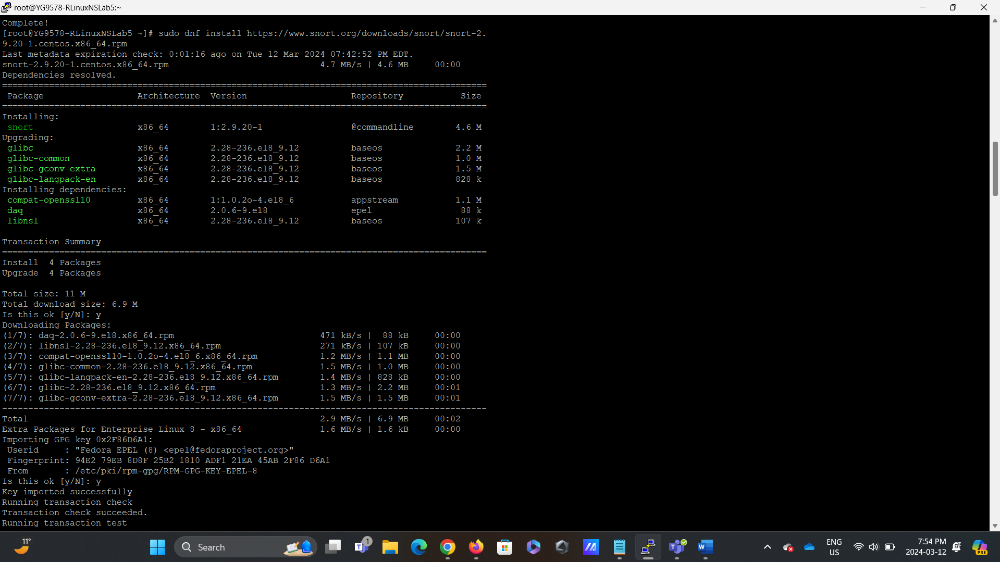 root@YG9578-RLinuxNSLab5:~
Complete!
[root@YG9578-RLinuxNSLab5 ~]# sudo dnf install https://www.snort.org/downloads/snort/snort-2.
9.20-1.centos.x86_64.rpm
Last metadata expiration check: 0:01:16 ago on Tue 12 Mar 2024 07:42:52 PM EDT.
snort-2.9.20-1.centos.x86_64.rpm 4.7 MB/s | 4.6 MB 00:00
Dependencies resolved.
================================================================================
Package Architecture Version Repository Size
================================================================================
Installing:
snort x86_64 1:2.9.20-1 @commandline 4.6 M
Upgrading:
glibc x86_64 2.28-236.el8_9.12 baseos 2.2 M
glibc-common x86_64 2.28-236.el8_9.12 baseos 1.0 M
glibc-gconv-extra x86_64 2.28-236.el8_9.12 baseos 1.5 M
glibc-langpack-en x86_64 2.28-236.el8_9.12 baseos 828 k
Installing dependencies:
compat-openssl10 x86_64 1:1.0.2o-4.el8_6 appstream 1.1 M
daq x86_64 2.0.6-9.el8 epel 88 k
libnsl x86_64 2.28-236.el8_9.12 baseos 107 k
Transaction Summary
================================================================================
Install 4 Packages
Upgrade 4 Packages
Total size: 11 M
Total download size: 6.9 M
Is this ok [y/N]: y
Downloading Packages:
(1/7): daq-2.0.6-9.el8.x86_64.rpm 471 kB/s | 88 kB 00:00
(2/7): libnsl-2.28-236.el8_9.12.x86_64.rpm 271 kB/s | 107 kB 00:00
(3/7): compat-openssl10-1.0.2o-4.el8_6.x86_64.rpm 1.2 MB/s | 1.1 MB 00:00
(4/7): glibc-common-2.28-236.el8_9.12.x86_64.rpm 1.5 MB/s | 1.0 MB 00:00
(5/7): glibc-langpack-en-2.28-236.el8_9.12.x86_64.rpm 1.4 MB/s | 828 kB 00:00
(6/7): glibc-2.28-236.el8_9.12.x86_64.rpm 1.3 MB/s | 2.2 MB 00:01
(7/7): glibc-gconv-extra-2.28-236.el8_9.12.x86_64.rpm 1.5 MB/s | 1.5 MB 00:01
--------------------------------------------------------------------------------
Total 2.9 MB/s | 6.9 MB 00:02
Extra Packages for Enterprise Linux 8 - x86_64 1.6 MB/s | 1.6 kB 00:00
Importing GPG key 0x2F86D6A1:
Userid : "Fedora EPEL (8) <epel@fedoraproject.org>"
Fingerprint: 94E2 79EB 8D8F 25B2 1810 ADF1 21EA 45AB 2F86 D6A1
From : /etc/pki/rpm-gpg/RPM-GPG-KEY-EPEL-8
Is this ok [y/N]: y
Key imported successfully
Running transaction check
Transaction check succeeded.
Running transaction test
11°
Search
1
ENG
US
7:54 PM
2024-03-12
PRE